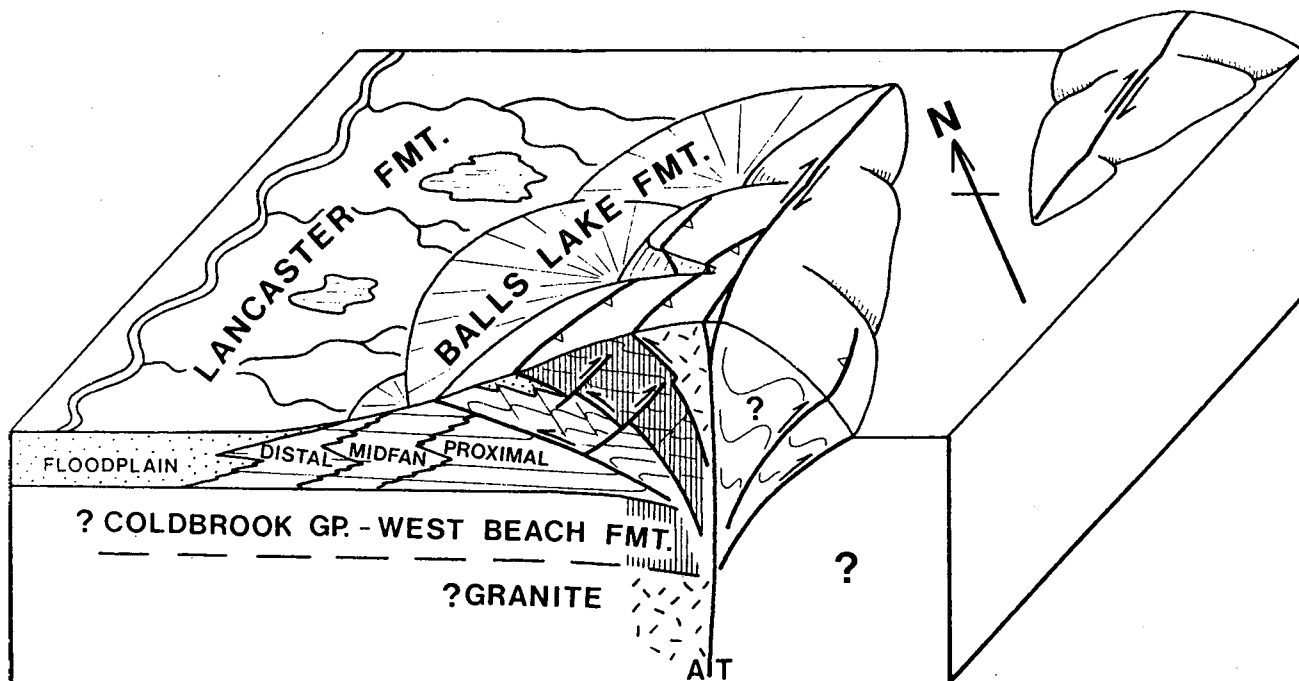 N
LANCASTER FMT.
BALLS LAKE FMT.
?
FLOODPLAIN
DISTAL
MIDFAN
PROXIMAL
? COLDBROOK GP. - WEST BEACH FMT.
?
?GRANITE
A T